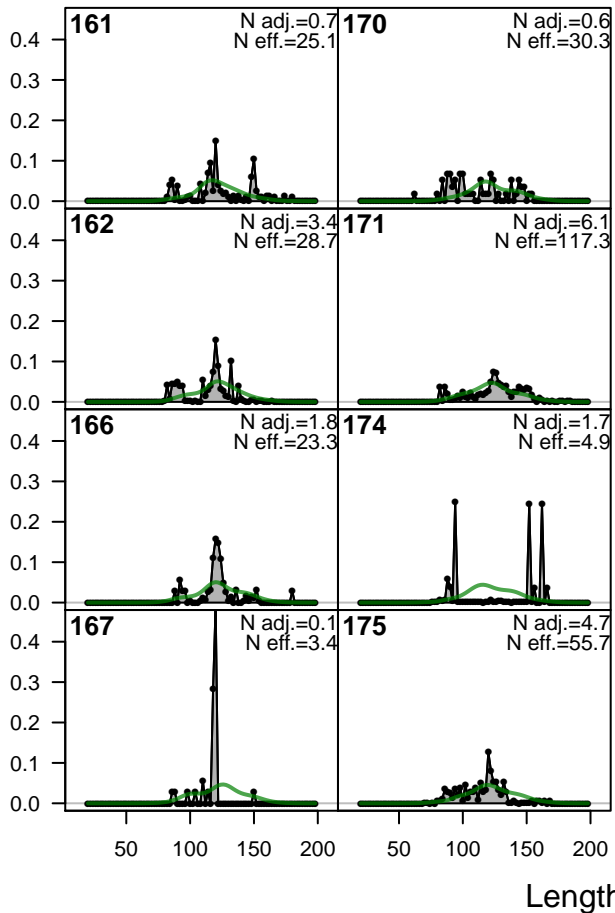 161
N adj.=0.7
N eff.=25.1
170
N adj.=0.6
N eff.=30.3
0.4
0.3
0.2
0.1
0.0
162
N adj.=3.4
N eff.=28.7
171
N adj.=6.1
N eff.=117.3
0.4
0.3
0.2
0.1
0.0
166
N adj.=1.8
N eff.=23.3
174
N adj.=1.7
N eff.=4.9
0.4
0.3
0.2
0.1
0.0
167
N adj.=0.1
N eff.=3.4
175
N adj.=4.7
N eff.=55.7
0.4
0.3
0.2
0.1
0.0
50 100 150 200 50 100 150 200
Length